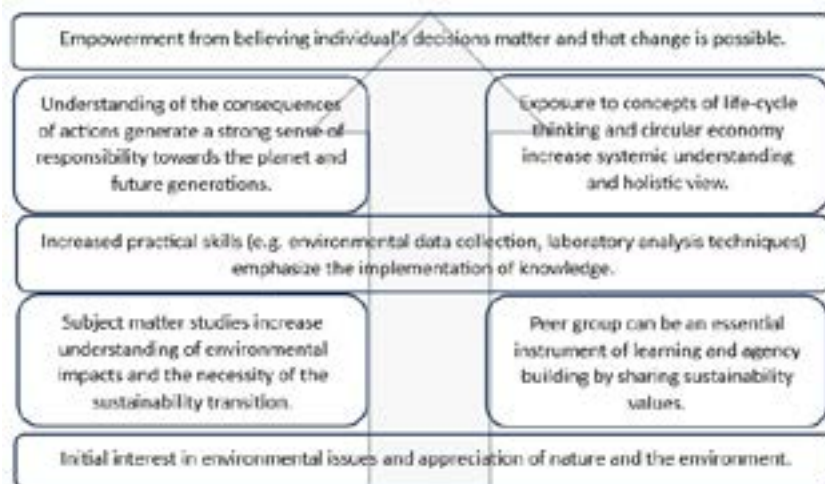 Empowerment from believing individual's decisions matter and that change is possible.
Understanding of the consequences
of actions generate a strong sense of
responsibility towards the planet and
future generations.
Exposure to concepts of life-cycle
thinking and circular economy
increase systemic understanding
and holistic view.
Increased practical skills (e.g. environmental data collection, laboratory analysis techniques)
emphasize the implementation of knowledge.
Subject matter studies increase
understanding of environmental
impacts and the necessity of the
sustainability transition.
Peer group can be an essential
instrument of learning and agency
building by sharing sustainability
values.
Initial interest in environmental issues and appreciation of nature and the environment.